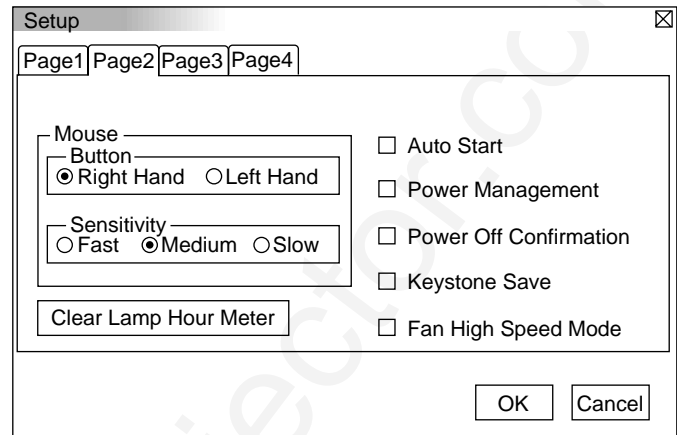 Setup
Page1 Page2 Page3 Page4
Mouse
Button
Right Hand Left Hand
Sensitivity
Fast Medium Slow
Clear Lamp Hour Meter
Auto Start
Power Management
Power Off Confirmation
Keystone Save
Fan High Speed Mode
OK Cancel